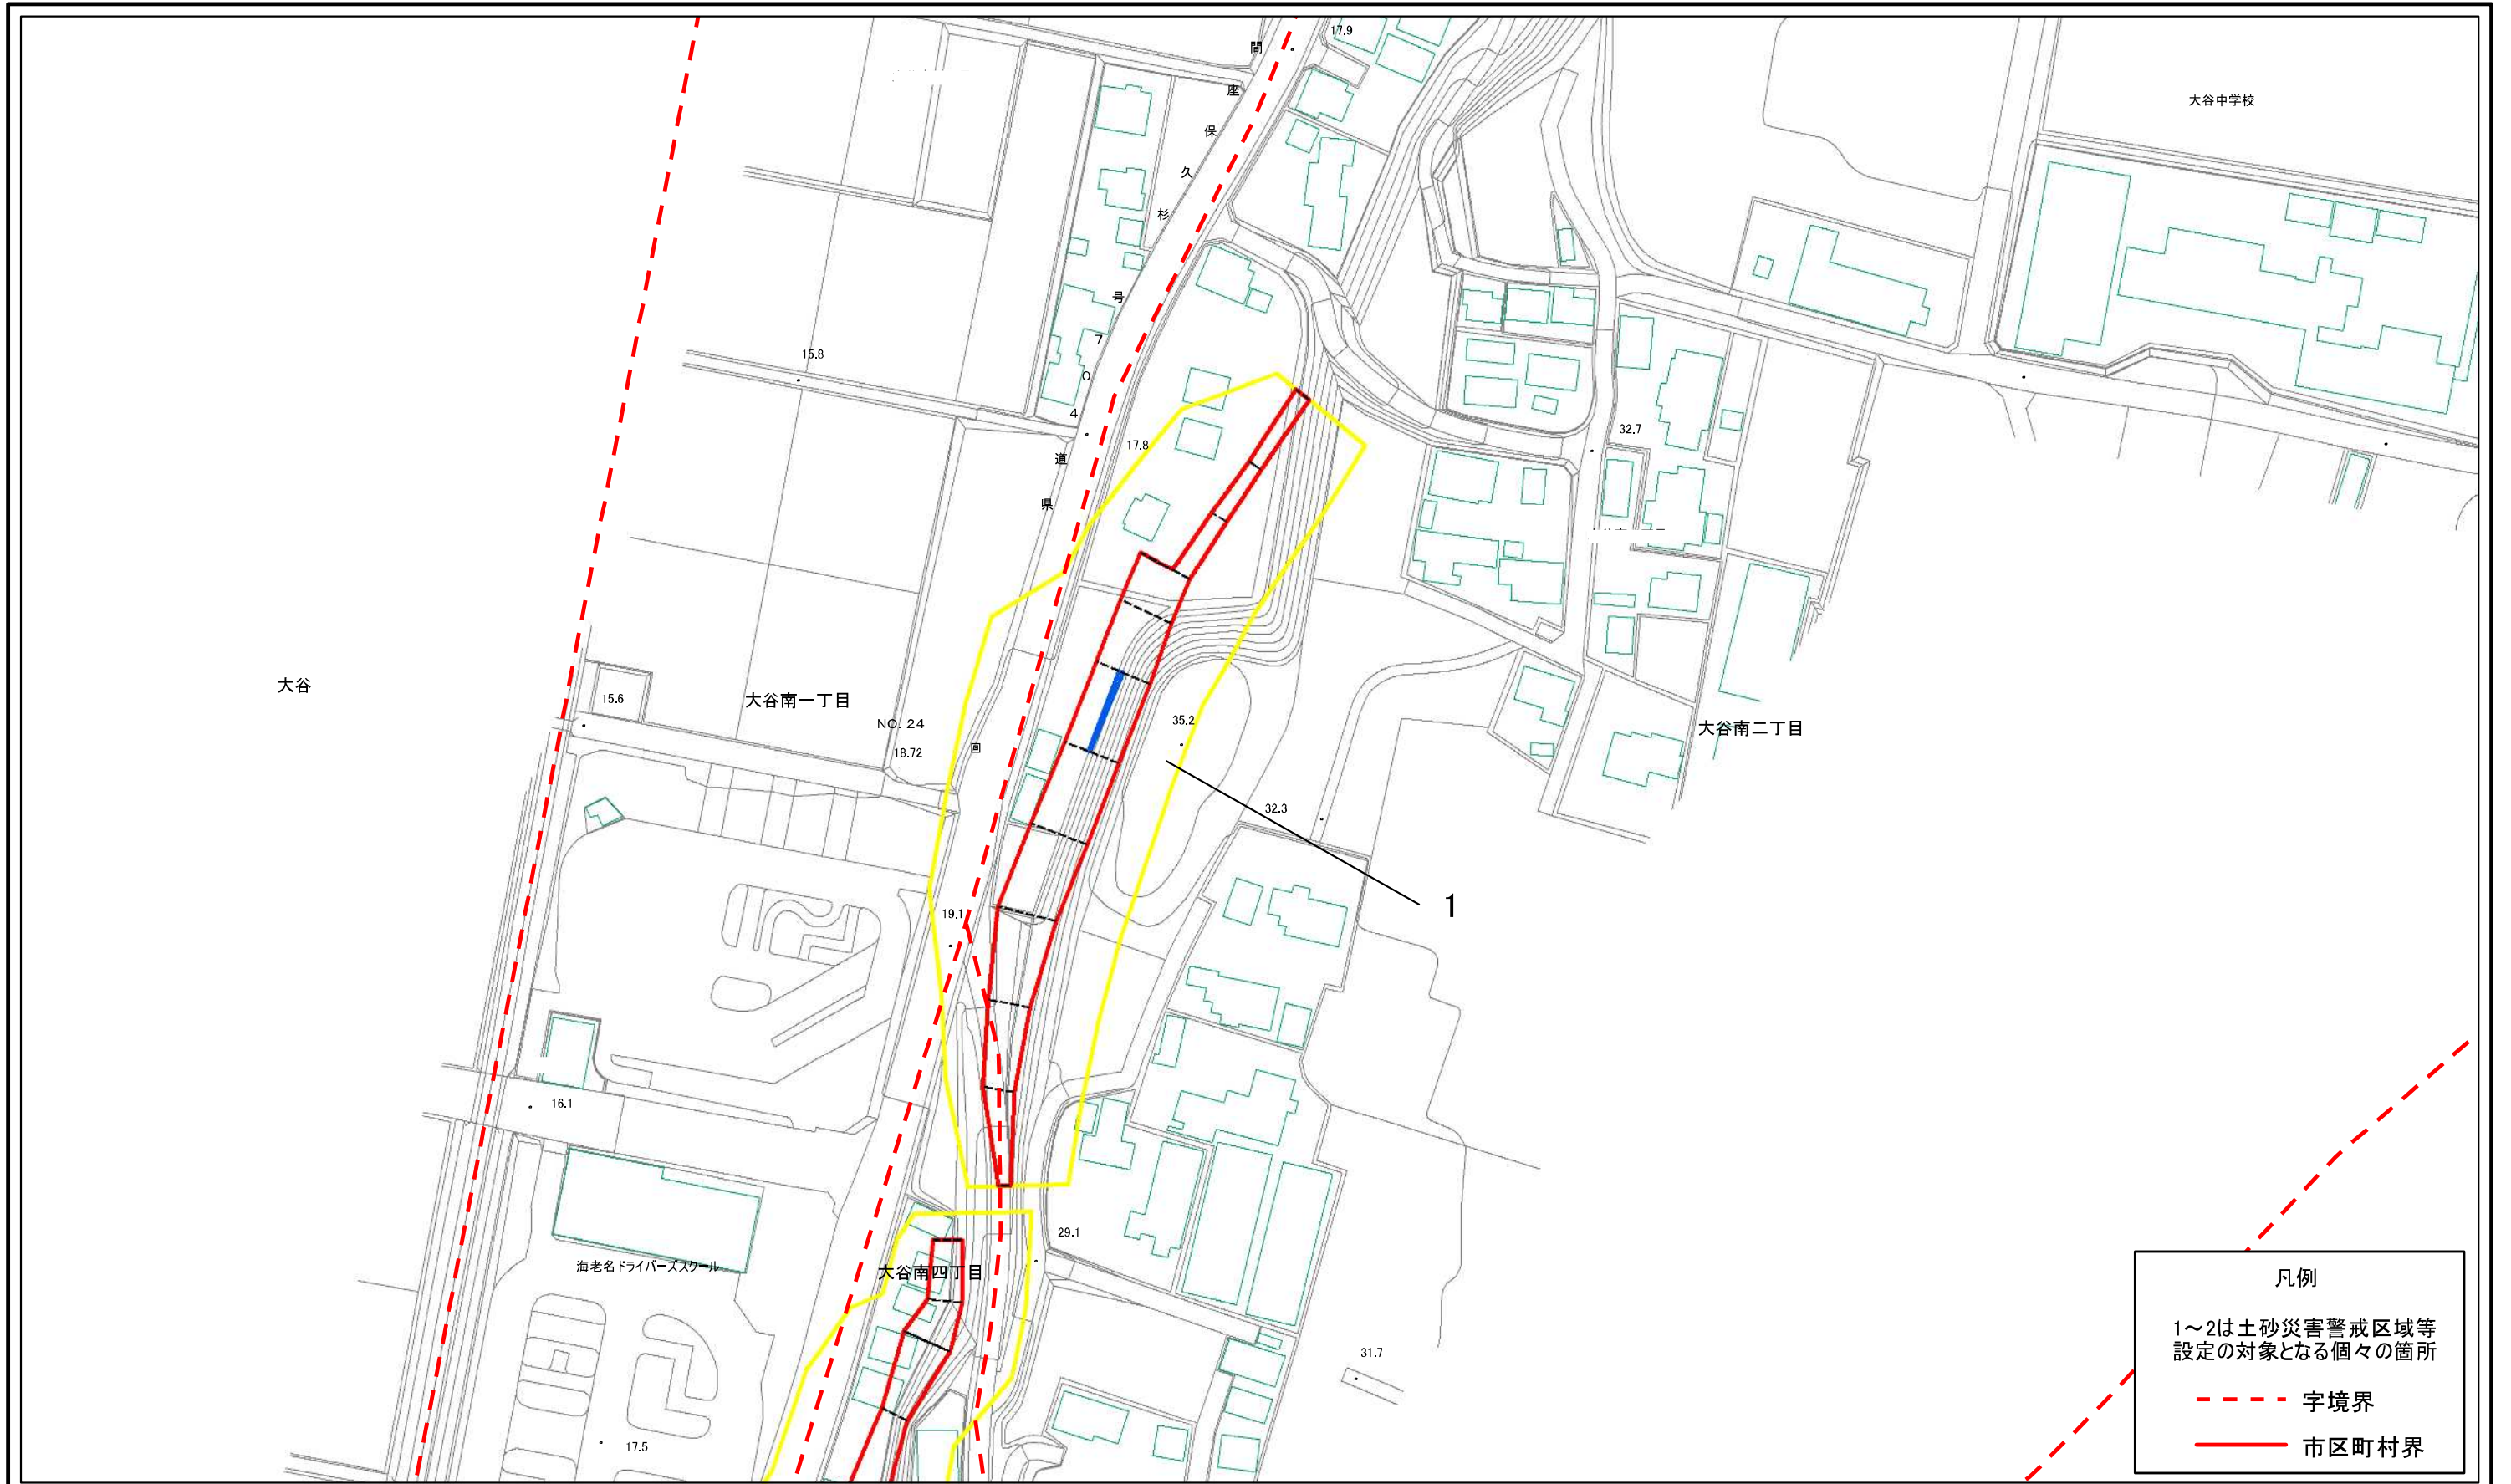 17.9
大谷中学校
県道407号杉久保座間
15.8
17.8
32.7
大谷
15.6
大谷南一丁目
NO.24
18.72
35.2
大谷南二丁目
32.3
1
19.1
16.1
29.1
海老名ドライバーズスクール
大谷南四丁目
31.7
17.5
凡例
1～2は土砂災害警戒区域等
設定の対象となる個々の箇所
字境界
市区町村界